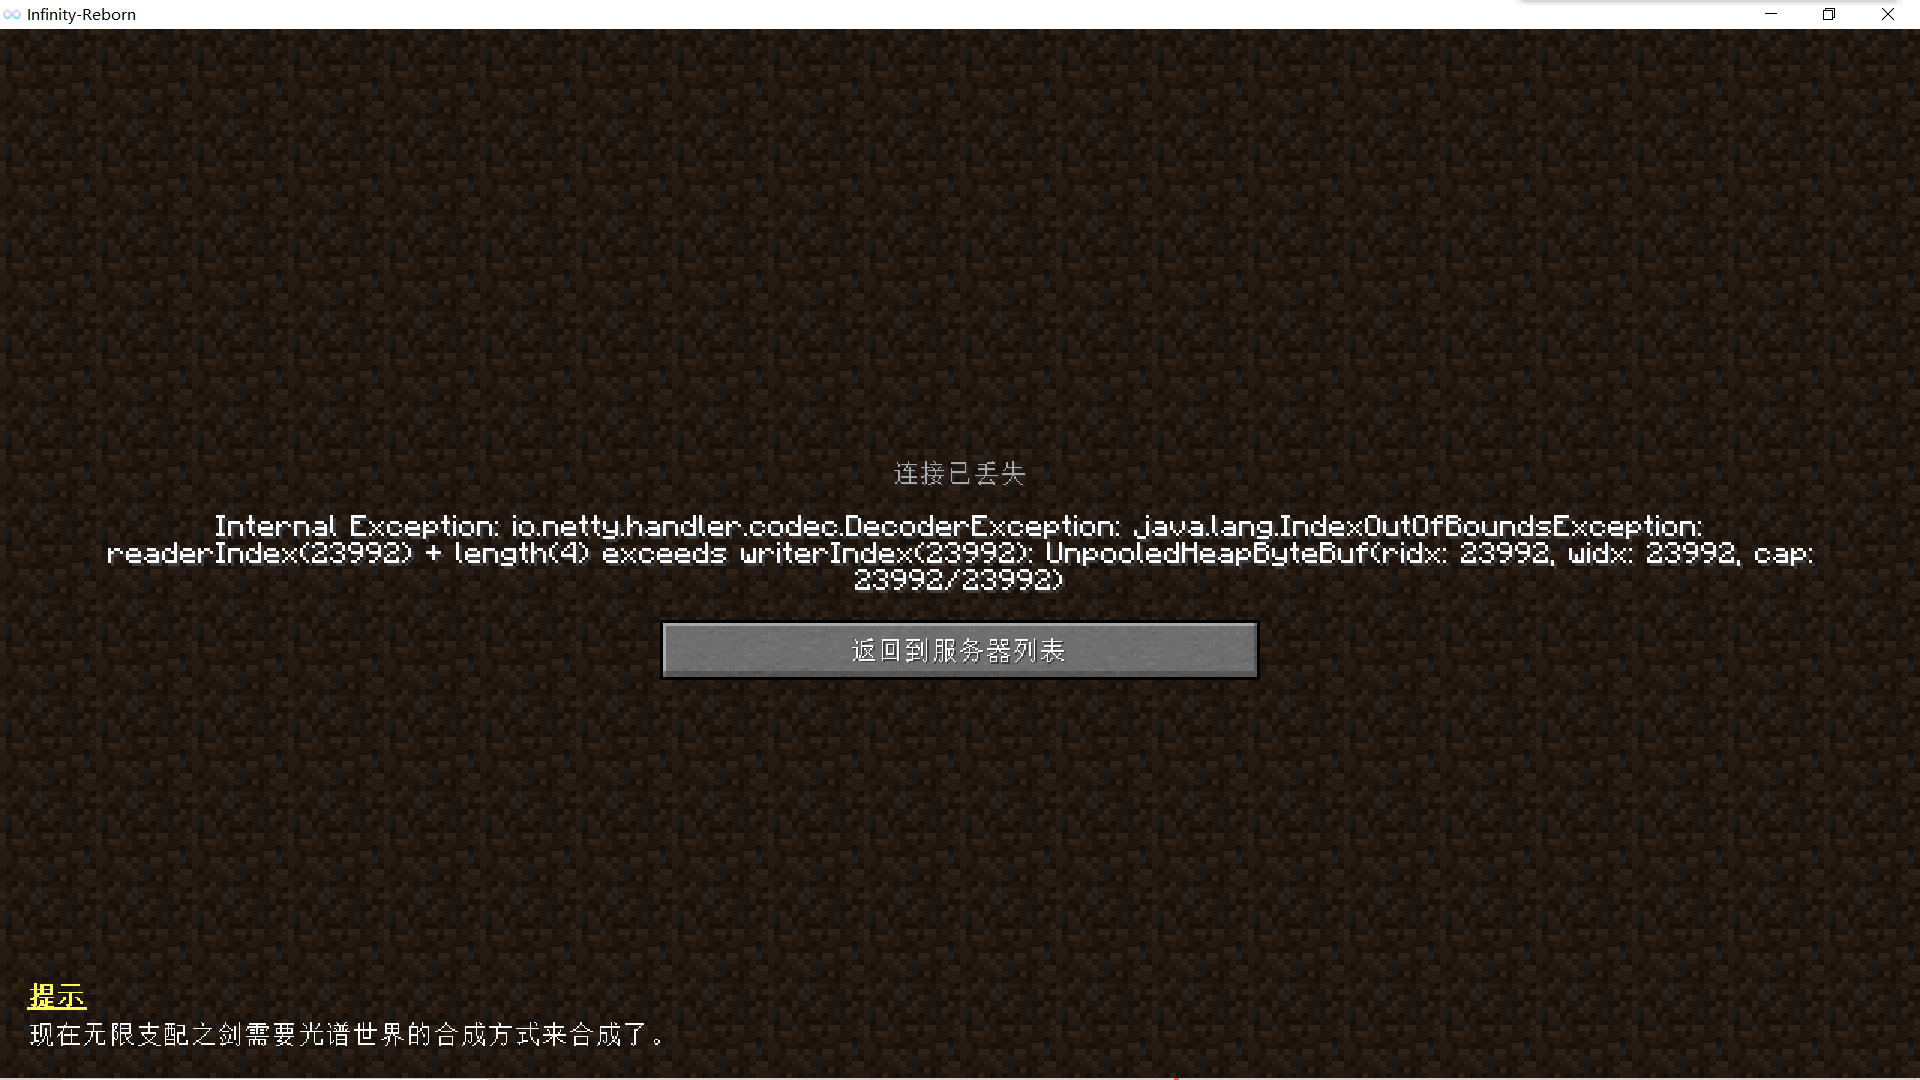 Infinity-Reborn
连接已丢失
Internal Exception: io.netty.handler.codec.DecoderException: java.lang.IndexOutOfBoundsException:
readerIndex(23992) + length(4) exceeds writerIndex(23992): UnpooledHeapByteBuf(ridx: 23992, widx: 23992, cap:
23992/23992)
返回到服务器列表
提示
现在无限支配之剑需要光谱世界的合成方式来合成了。